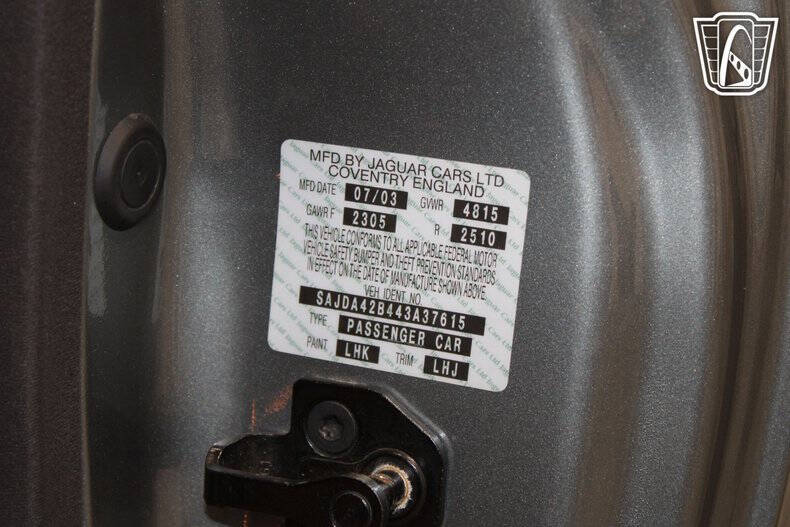 MFD BY JAGUAR CARS LTD
COVENTRY ENGLAND
MFD DATE 07/03 GVWR 4815
GAWR F 2305 R 2510
THIS VEHICLE CONFORMS TO ALL APPLICABLE FEDERAL MOTOR
VEHICLE SAFETY BUMPER AND THEFT PREVENTION STANDARDS
IN EFFECT ON THE DATE OF MANUFACTURE SHOWN ABOVE.
VEH IDENT NO.
SAJDA42B443A37615
TYPE PASSENGER CAR
PAINT LHK TRIM LHJ